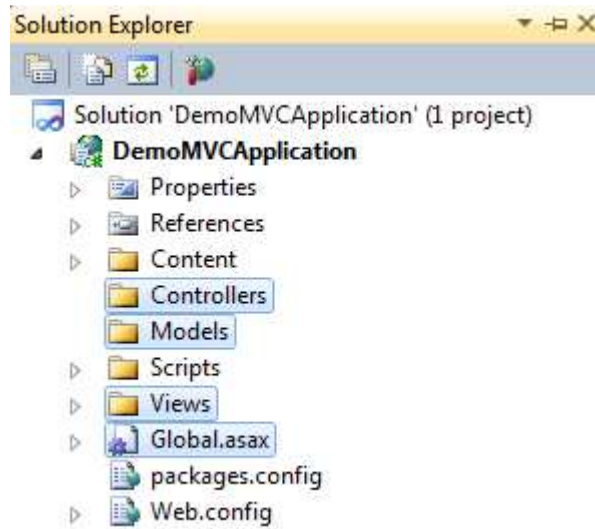 Solution Explorer
Solution 'DemoMVCApplication' (1 project)
DemoMVCApplication
Properties
References
Content
Controllers
Models
Scripts
Views
Global.asax
packages.config
Web.config